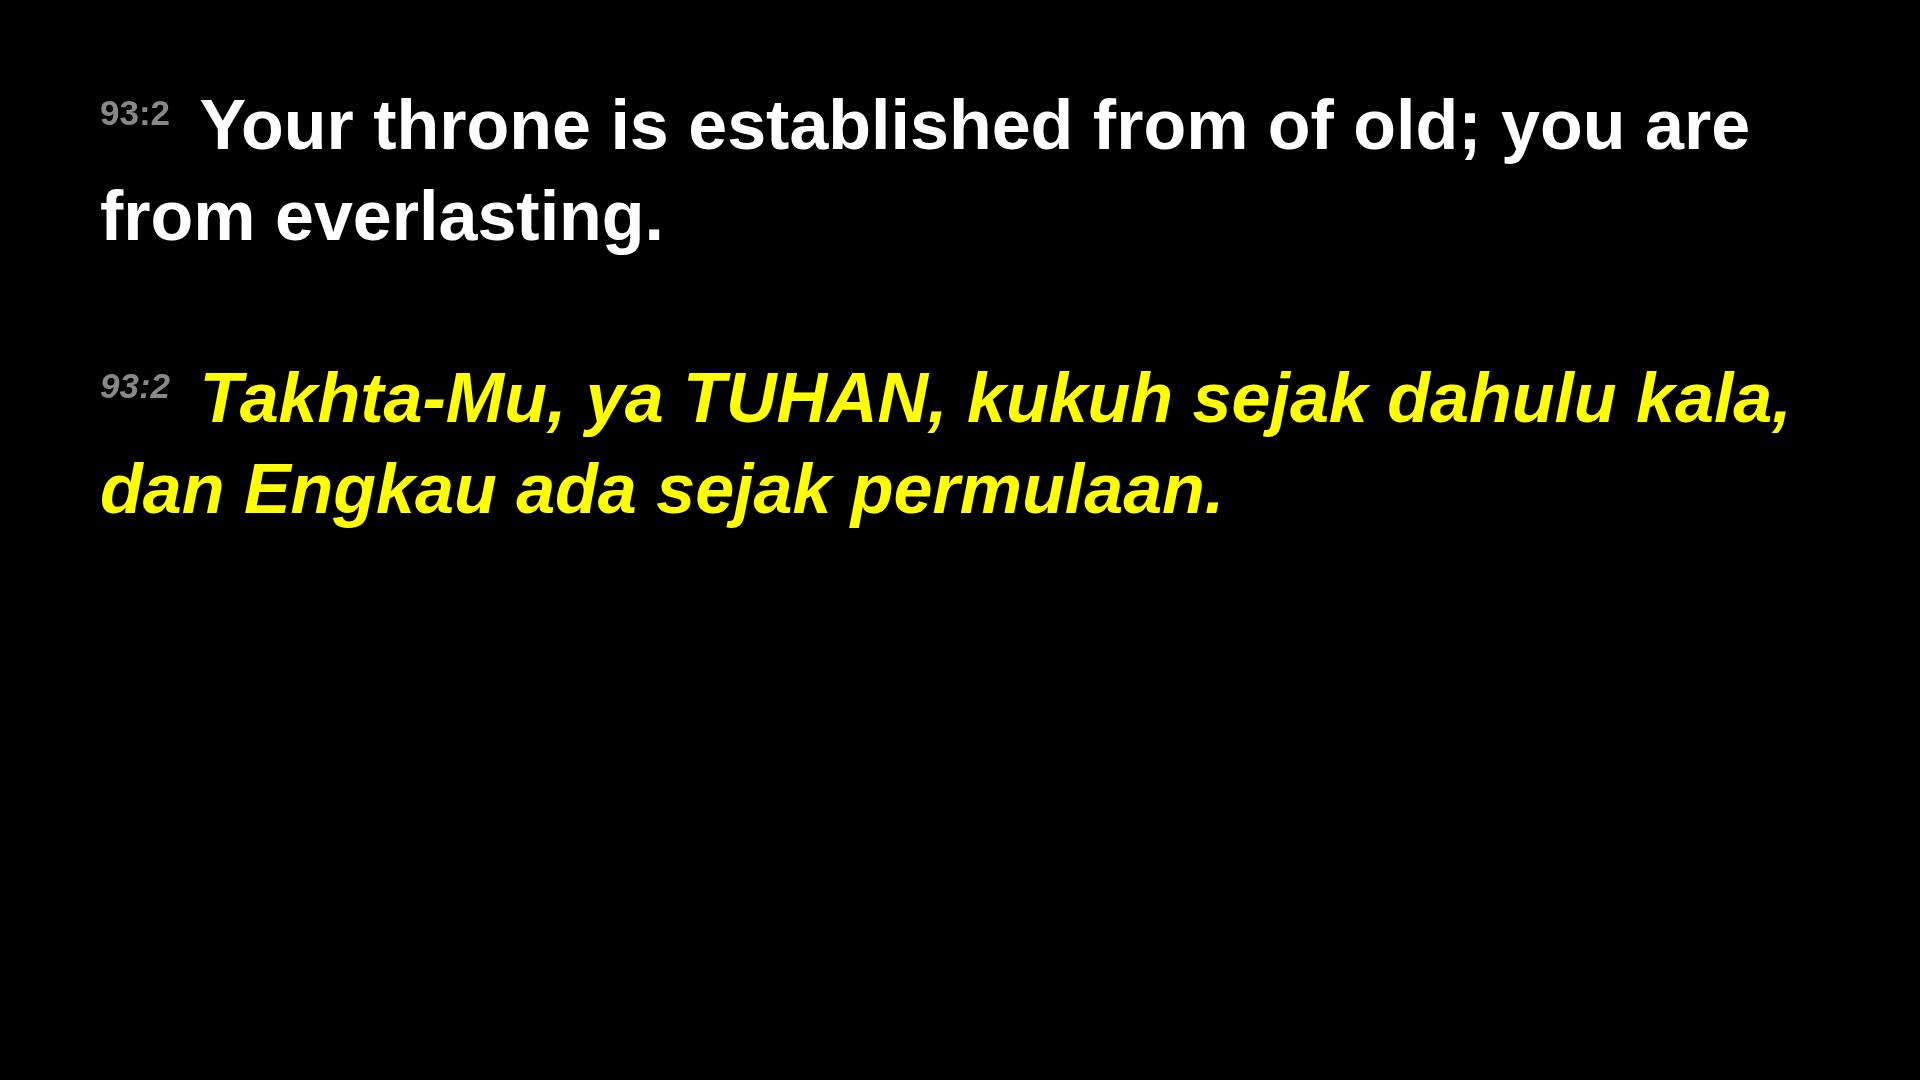 93:2 Your throne is established from of old; you are
from everlasting.
93:2 Takhta-Mu, ya TUHAN, kukuh sejak dahulu kala,
dan Engkau ada sejak permulaan.